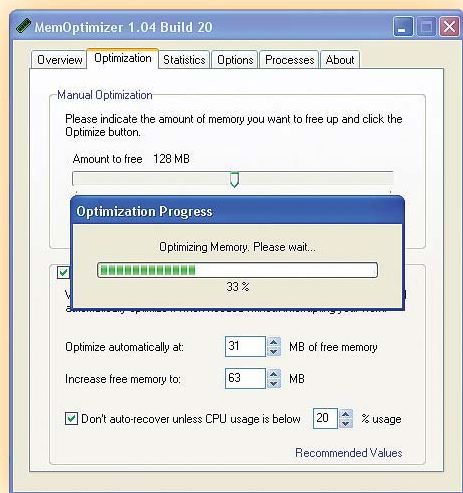 MemOptimizer 1.04 Build 20
Overview Optimization Statistics Options Processes About
Manual Optimization
Please indicate the amount of memory you want to free up and click the
Optimize button.
Amount to free 128 MB
Optimization Progress
Optimizing Memory. Please wait...
33 %
Optimize automatically at: 31 MB of free memory
Increase free memory to: 63 MB
Don't auto-recover unless CPU usage is below 20 % usage
Recommended Values